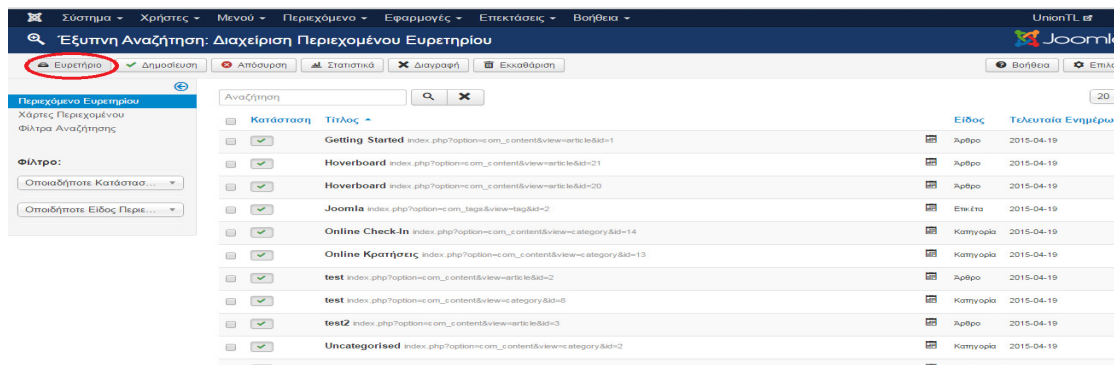 Σύστημα Χρήστες Μενού Περιεχόμενο Εφαρμογές Επεκτάσεις Βοήθεια UnionTL
Έξυπνη Αναζήτηση: Διαχείριση Περιεχομένου Ευρετηρίου Joomla
Ευρετήριο Δημοσίευση Απόσυρση Στατιστικά Διαγραφή Εκκαθάριση Βοήθεια Επιλο
Περιεχόμενο Ευρετηρίου
Χάρτες Περιεχομένου
Φίλτρα Αναζήτησης
Φίλτρο:
Οποιαδήποτε Κατάστασ...
Οποιδήποτε Είδος Περιε...
Αναζήτηση 20
Κατάσταση Τίτλος Είδος Τελευταία Ενημέρω
Getting Started index.php?option=com_content&view=article&id=1 Άρθρο 2015-04-19
Hoverboard index.php?option=com_content&view=article&id=21 Άρθρο 2015-04-19
Hoverboard index.php?option=com_content&view=article&id=20 Άρθρο 2015-04-19
Joomla index.php?option=com_tags&view=tag&id=2 Ετικέτα 2015-04-19
Online Check-In index.php?option=com_content&view=category&id=14 Κατηγορία 2015-04-19
Online Κρατήσεις index.php?option=com_content&view=category&id=13 Κατηγορία 2015-04-19
test index.php?option=com_content&view=article&id=2 Άρθρο 2015-04-19
test index.php?option=com_content&view=category&id=8 Κατηγορία 2015-04-19
test2 index.php?option=com_content&view=article&id=3 Άρθρο 2015-04-19
Uncategorised index.php?option=com_content&view=category&id=2 Κατηγορία 2015-04-19